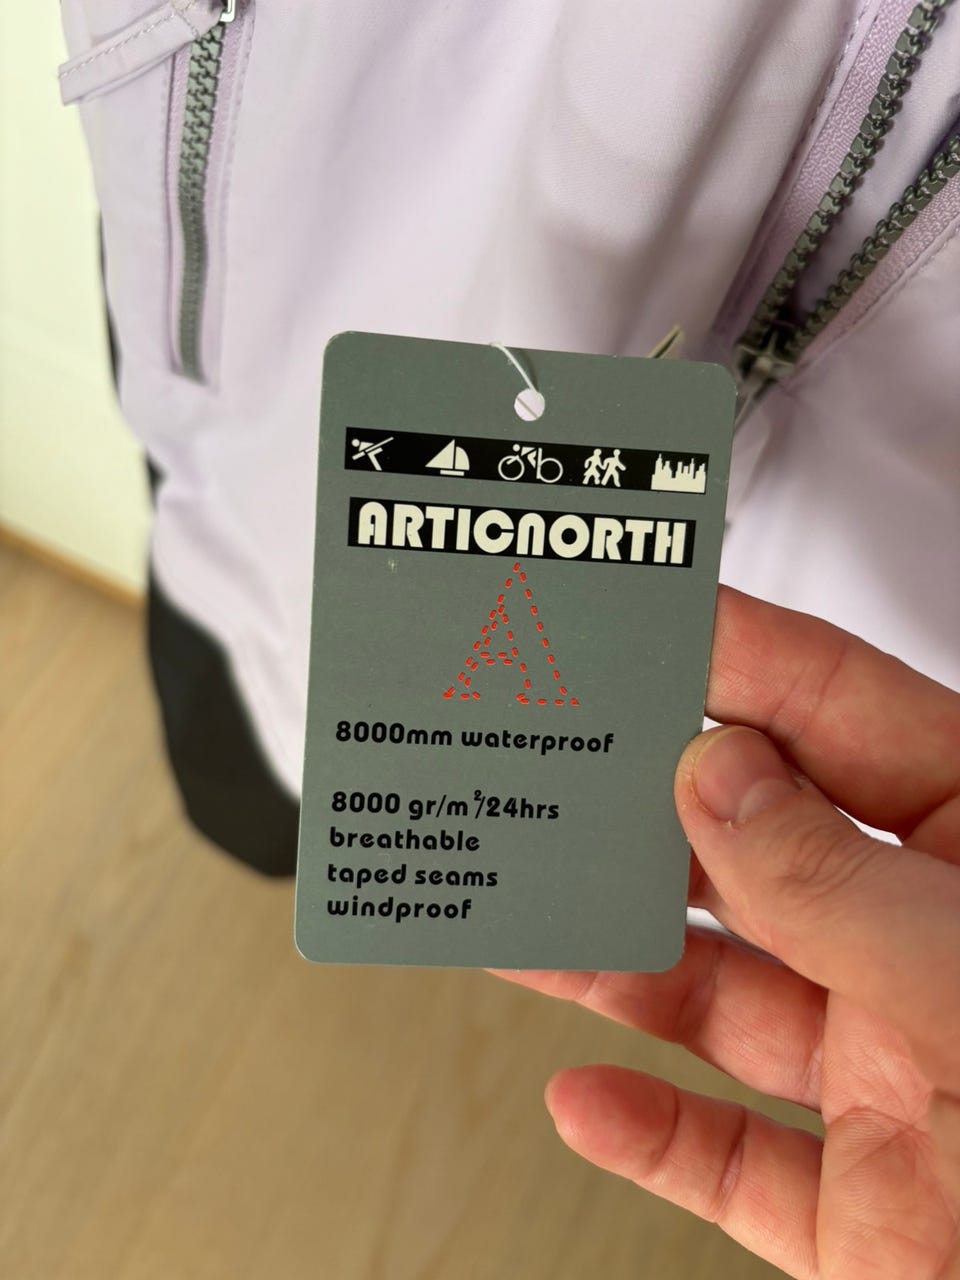 ARTICNORTH
8000mm waterproof
8000 gr/m²/24hrs
breathable
taped seams
windproof